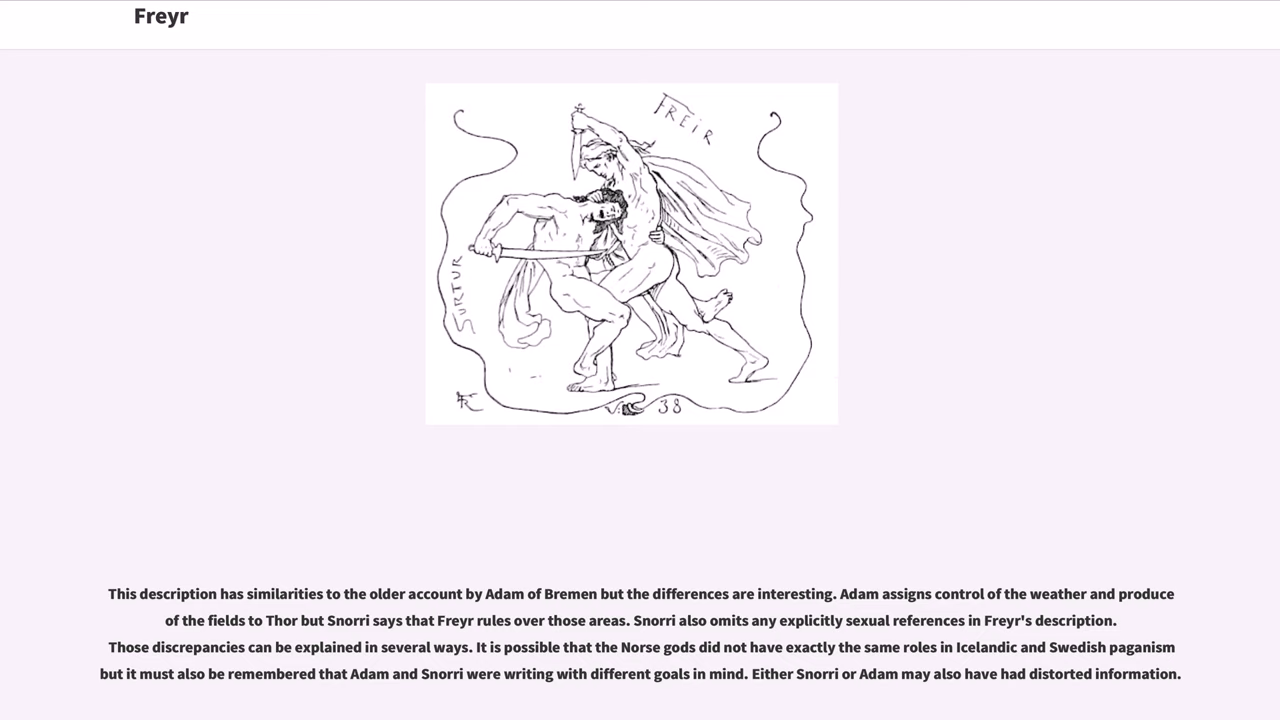 Freyr
FREIR
SURTUR
38
This description has similarities to the older account by Adam of Bremen but the differences are interesting. Adam assigns control of the weather and produce
of the fields to Thor but Snorri says that Freyr rules over those areas. Snorri also omits any explicitly sexual references in Freyr's description.
Those discrepancies can be explained in several ways. It is possible that the Norse gods did not have exactly the same roles in Icelandic and Swedish paganism
but it must also be remembered that Adam and Snorri were writing with different goals in mind. Either Snorri or Adam may also have had distorted information.